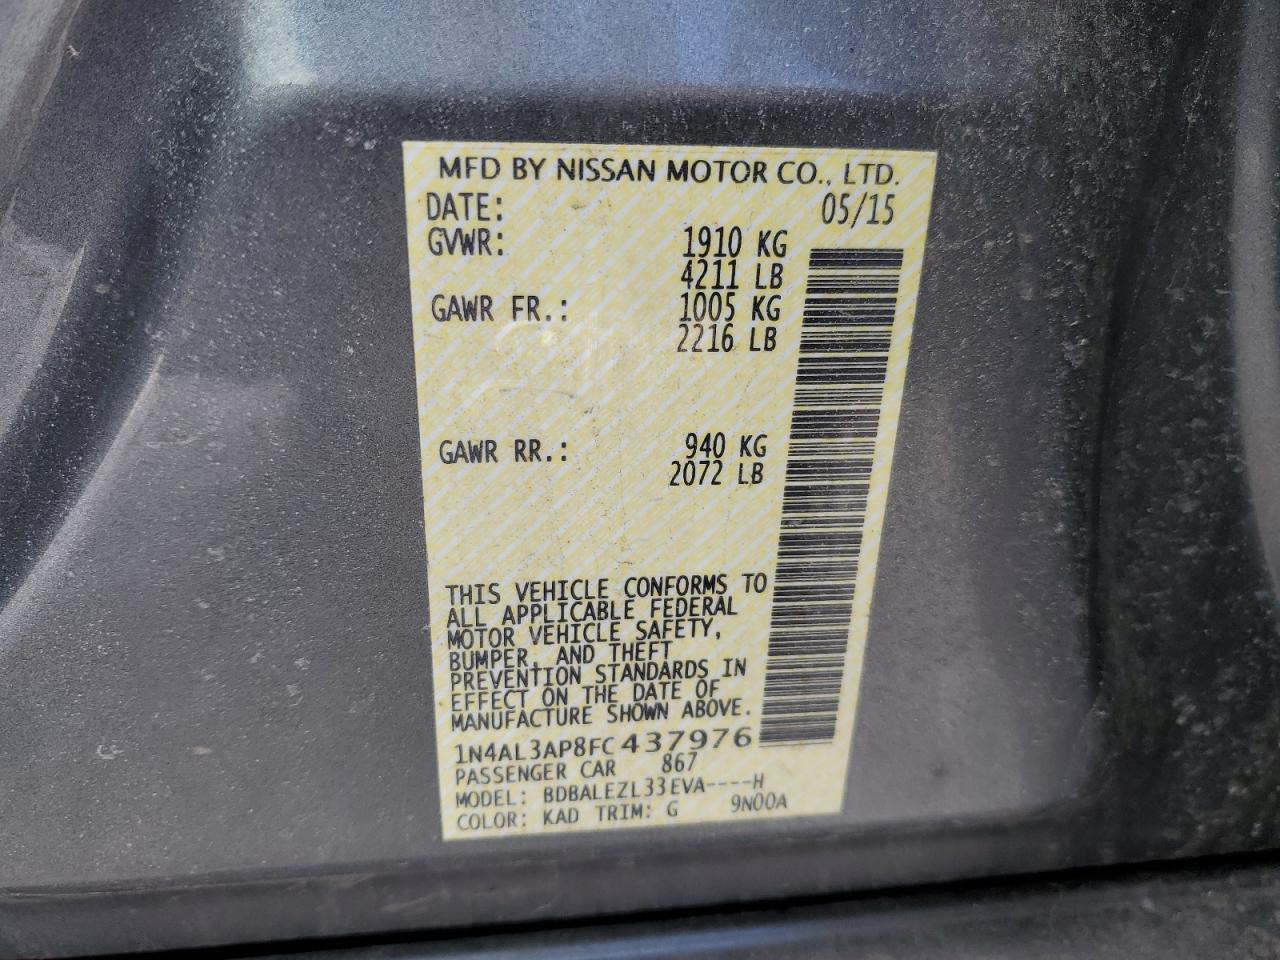 MFD BY NISSAN MOTOR CO., LTD.
DATE: 05/15
GVWR: 1910 KG
4211 LB
GAWR FR.: 1005 KG
2216 LB
GAWR RR.: 940 KG
2072 LB
THIS VEHICLE CONFORMS TO
ALL APPLICABLE FEDERAL
MOTOR VEHICLE SAFETY,
BUMPER, AND THEFT
PREVENTION STANDARDS IN
EFFECT ON THE DATE OF
MANUFACTURE SHOWN ABOVE.
1N4AL3AP8FC437976
PASSENGER CAR 867
MODEL: BDBALEZL33EVA----H
COLOR: KAD TRIM: G 9N00A